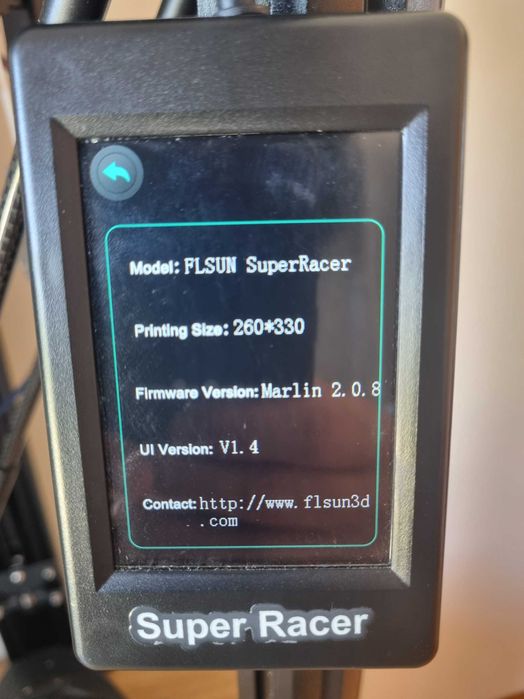 Model: FLSUN SuperRacer
Printing Size: 260*330
Firmware Version: Marlin 2.0.8
UI Version: V1.4
Contact: http://www.flsun3d
.com
Super Racer